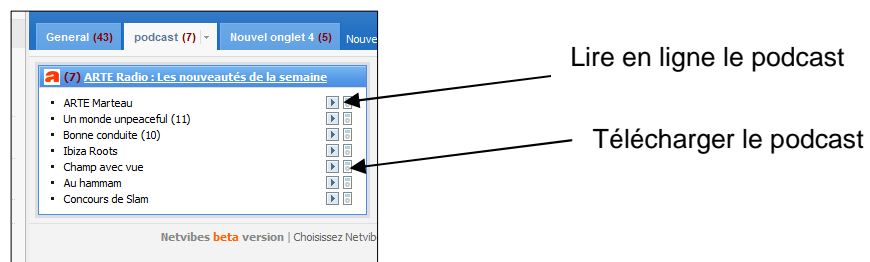 General (43) podcast (7) Nouvel onglet 4 (5) Nouve
Lire en ligne le podcast
(7) ARTE Radio : Les nouveautés de la semaine
ARTE Marteau
Un monde unpeaceful (11)
Bonne conduite (10)
Télécharger le podcast
Ibiza Roots
Champ avec vue
Au hammam
Concours de Slam
Netvibes beta version | Choisissez Netvib